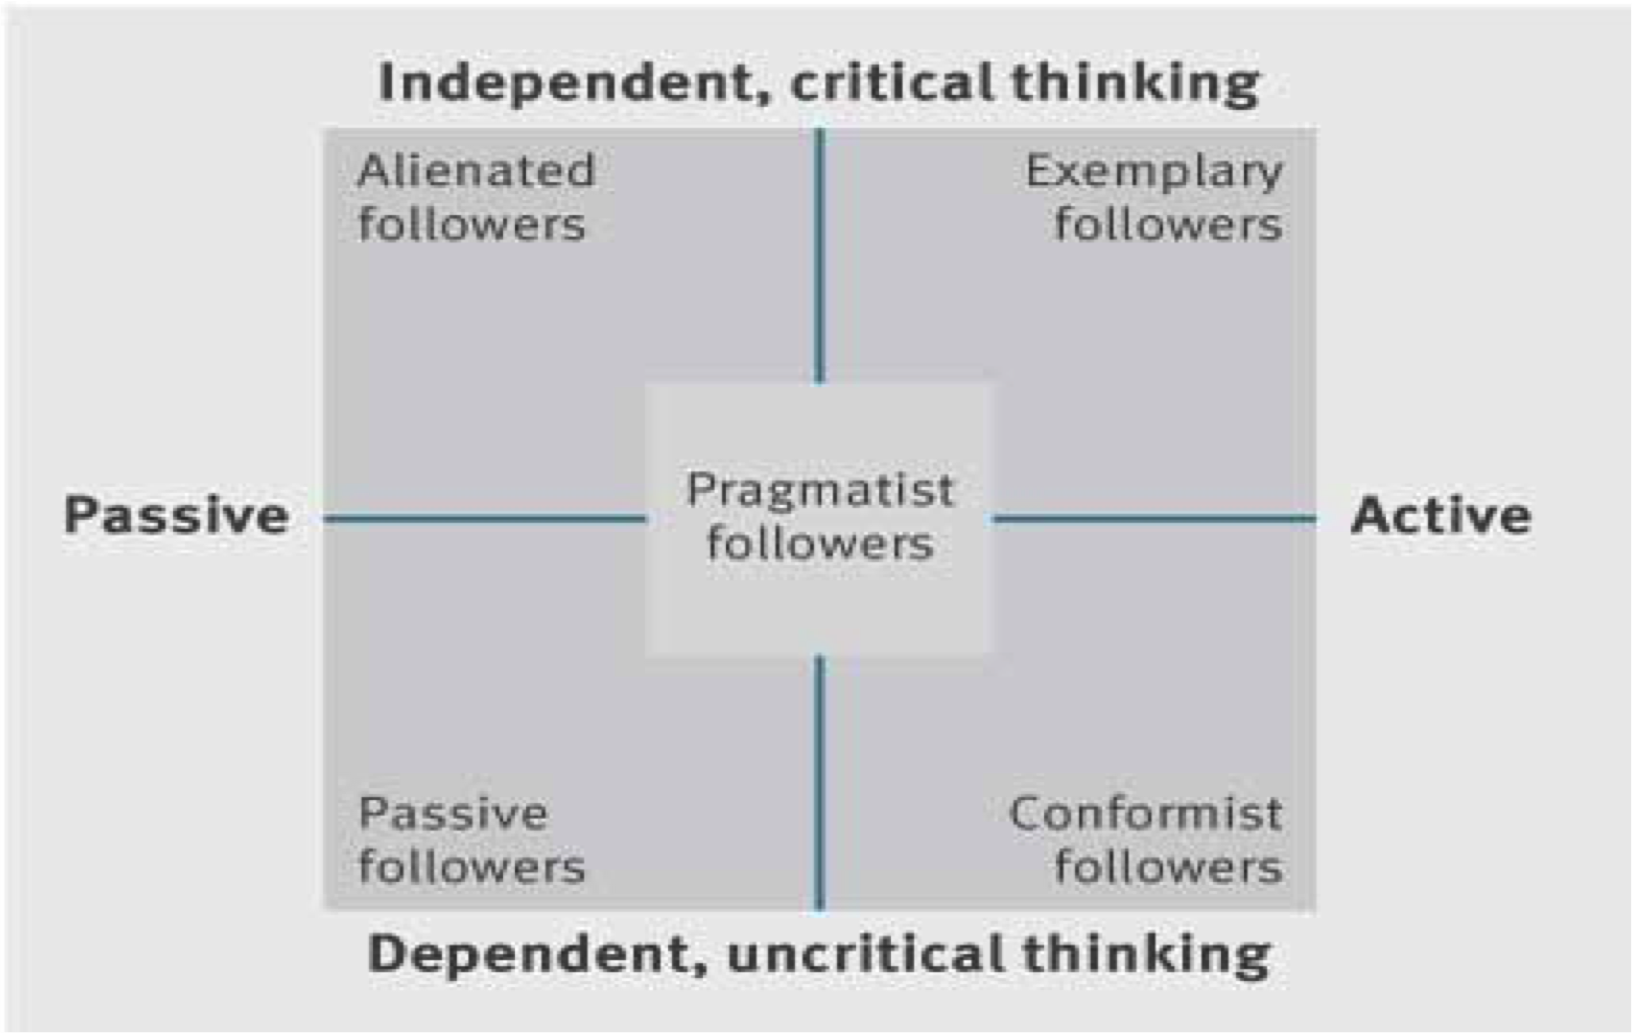 Independent, critical thinking
Alienated
followers
Exemplary
followers
Passive
Pragmatist
followers
Active
Passive
followers
Conformist
followers
Dependent, uncritical thinking